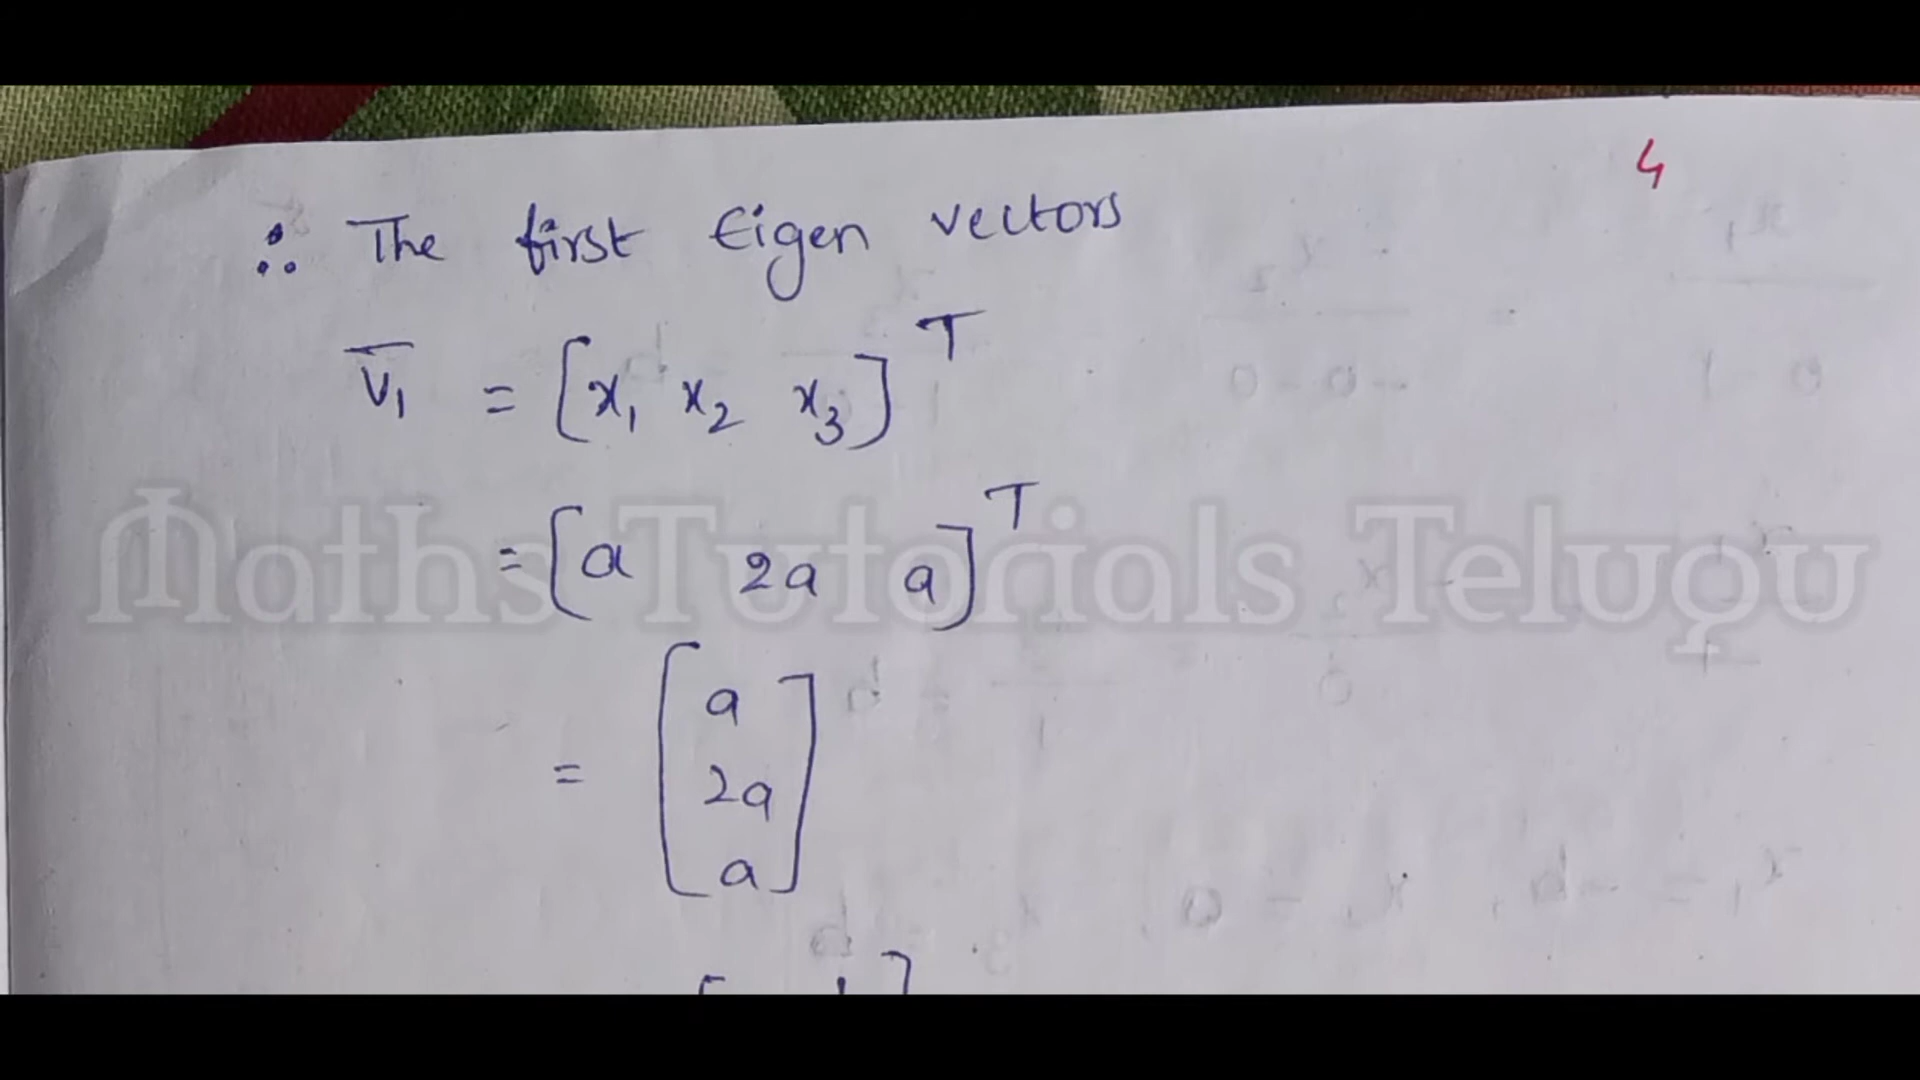 4
∴ The first Eigen vectors
V̅₁ = [x₁ x₂ x₃]ᵀ
= [a 2a a]ᵀ
Maths Tutorials Telugu
= [a
2a
a]